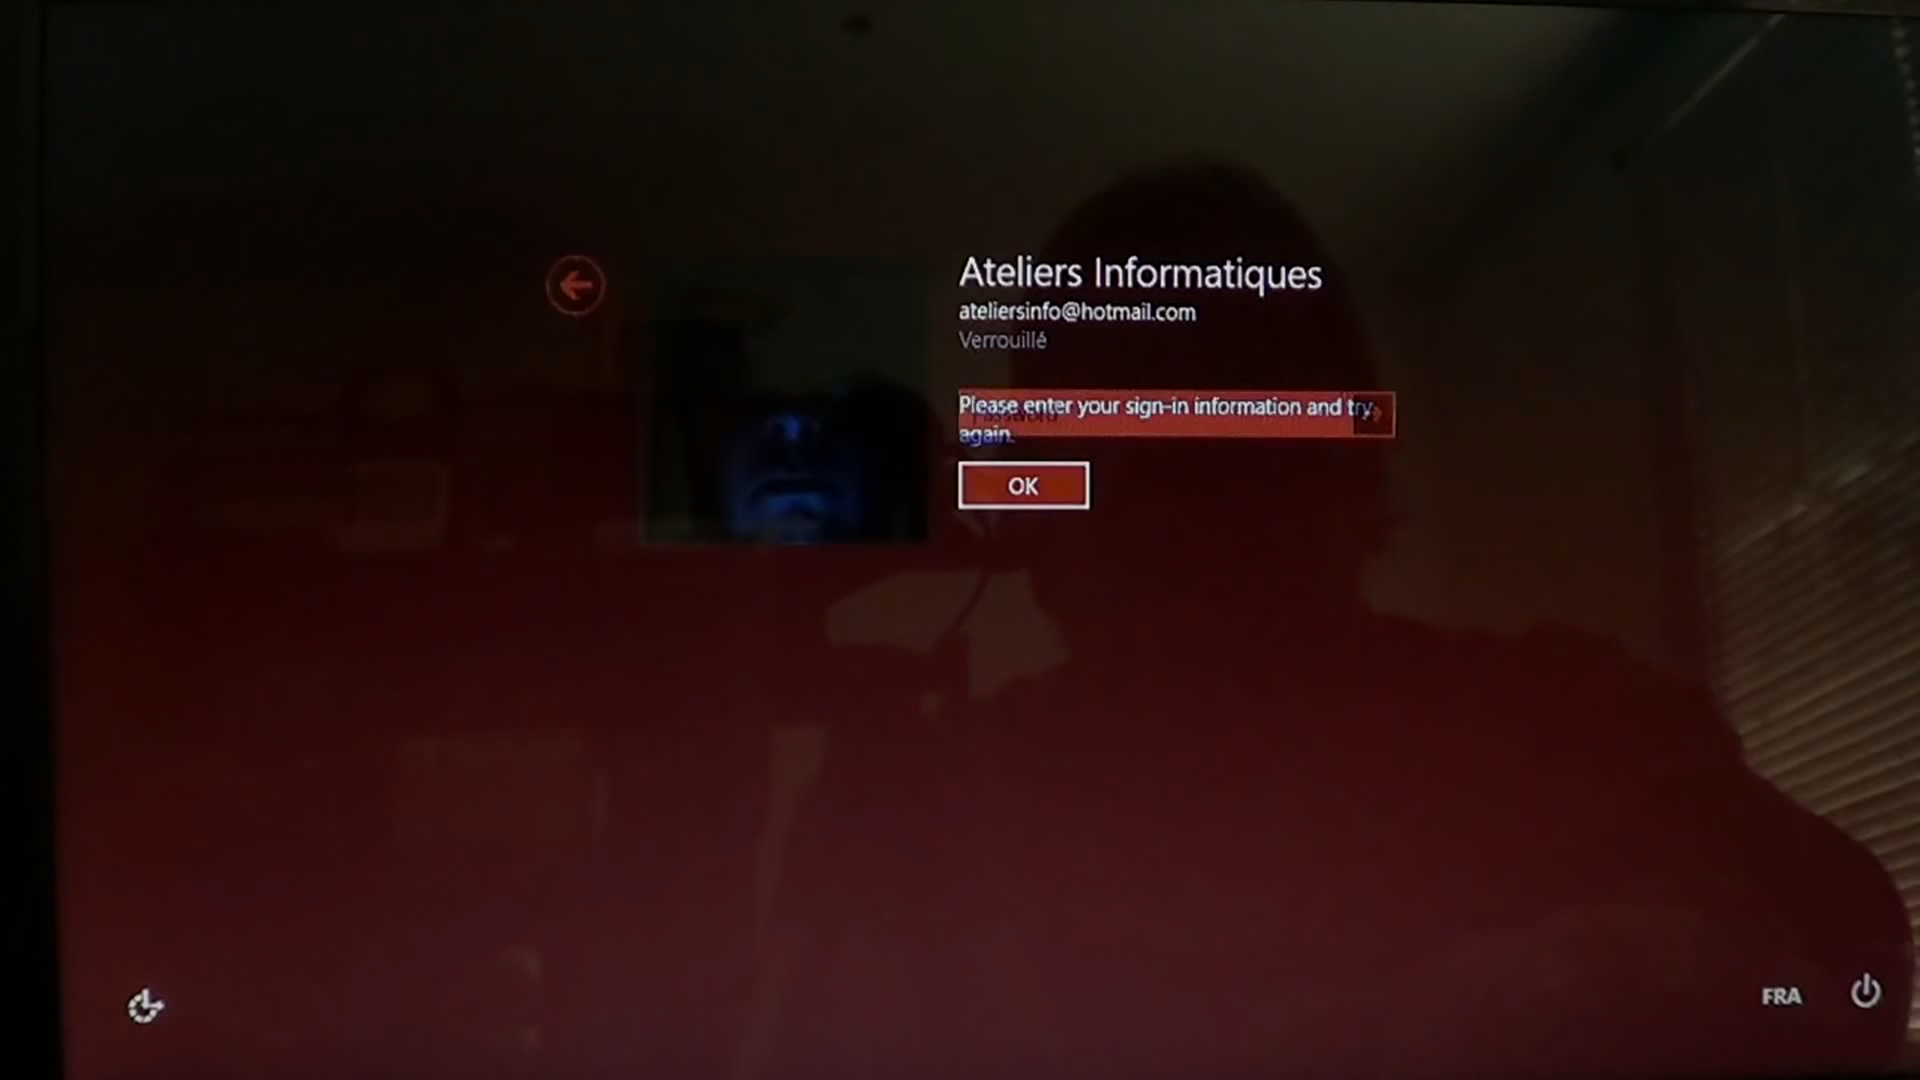 Ateliers Informatiques
ateliersinfo@hotmail.com
Verrouillé
Please enter your sign-in information and try
again.
OK
FRA